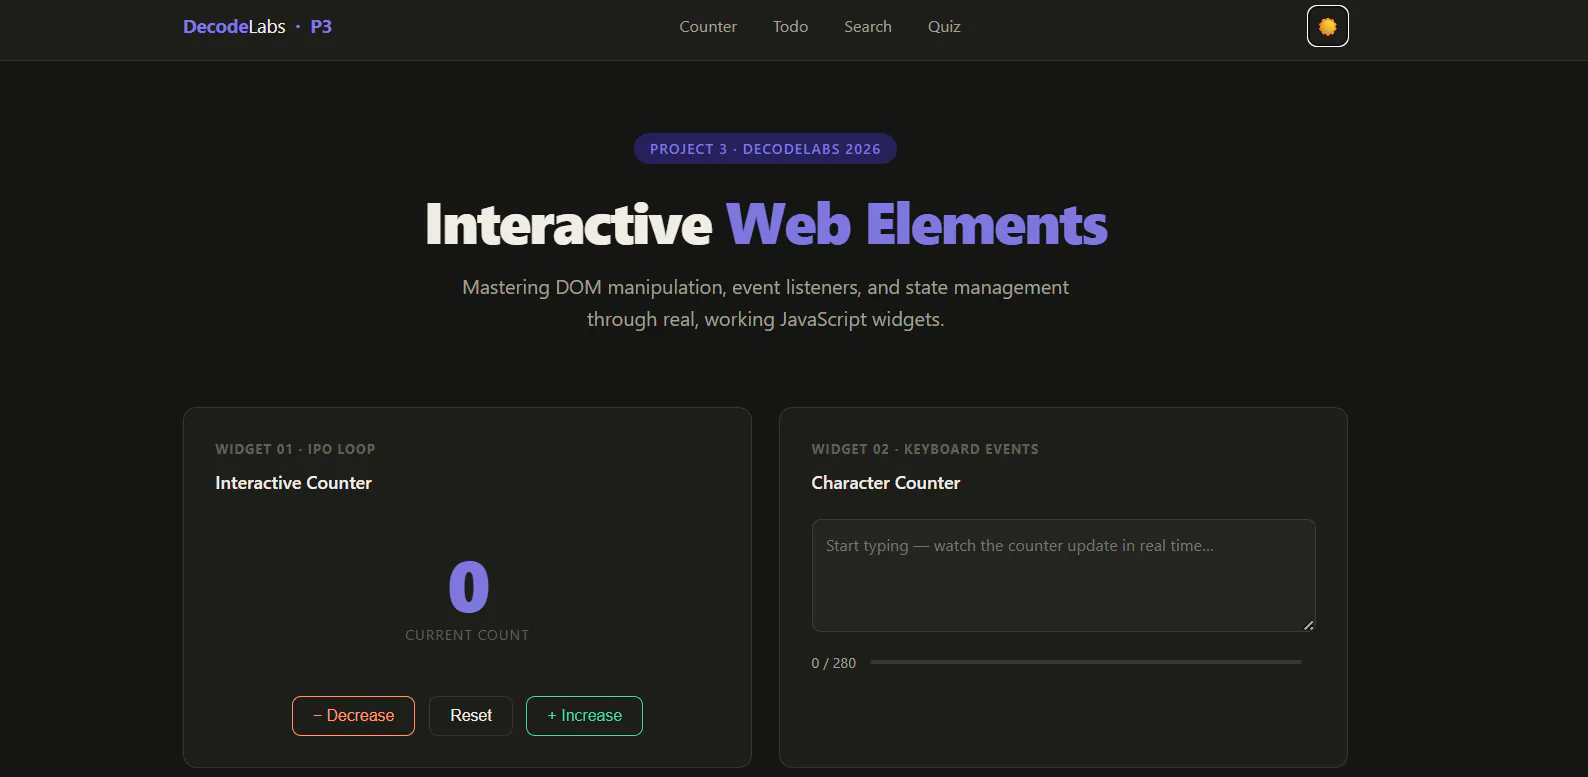 DecodeLabs · P3
Counter
Todo
Search
Quiz
PROJECT 3 · DECODELABS 2026
Interactive Web Elements
Mastering DOM manipulation, event listeners, and state management
through real, working JavaScript widgets.
WIDGET 01 · IPO LOOP
Interactive Counter
0
CURRENT COUNT
− Decrease
Reset
+ Increase
WIDGET 02 · KEYBOARD EVENTS
Character Counter
Start typing — watch the counter update in real time...
0 / 280